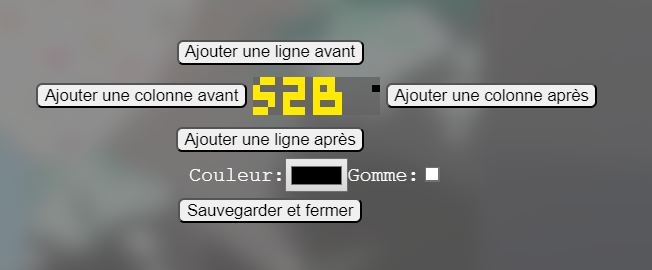 Ajouter une ligne avant
Ajouter une colonne avant S2B Ajouter une colonne après
Ajouter une ligne après
Couleur: Gomme:
Sauvegarder et fermer